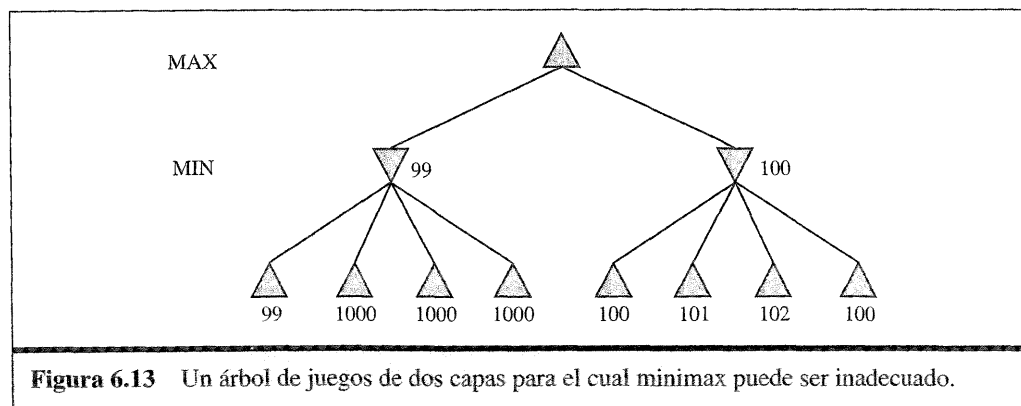 MAX
MIN
99
100
99 1000 1000 1000 100 101 102 100
Figura 6.13 Un árbol de juegos de dos capas para el cual minimax puede ser inadecuado.